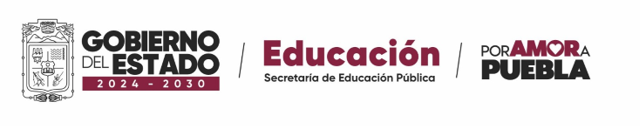 GOBIERNO
DEL ESTADO
2024 - 2030
Educación
Secretaría de Educación Pública
POR AMOR A
PUEBLA